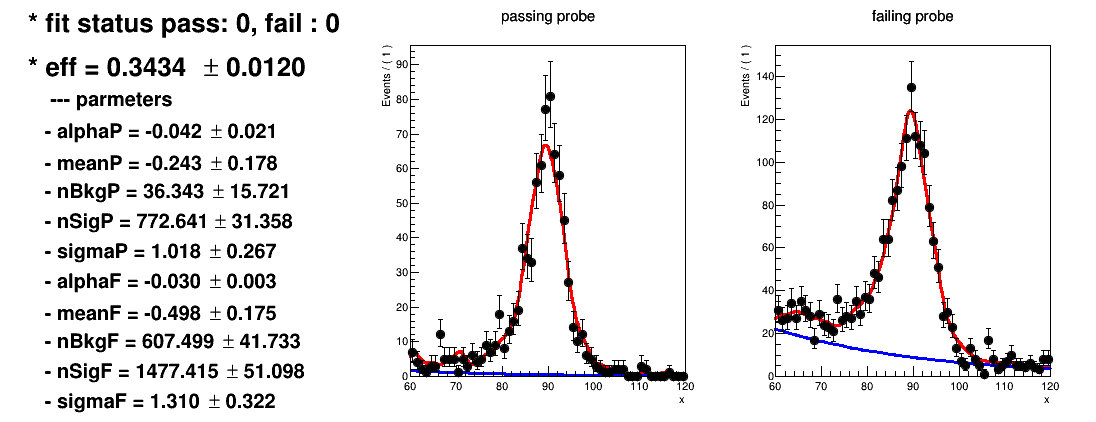 * fit status pass: 0, fail : 0
* eff = 0.3434 ± 0.0120
--- parmeters
- alphaP = -0.042 ± 0.021
- meanP = -0.243 ± 0.178
- nBkgP = 36.343 ± 15.721
- nSigP = 772.641 ± 31.358
- sigmaP = 1.018 ± 0.267
- alphaF = -0.030 ± 0.003
- meanF = -0.498 ± 0.175
- nBkgF = 607.499 ± 41.733
- nSigF = 1477.415 ± 51.098
- sigmaF = 1.310 ± 0.322
passing probe
Events / ( 1 )
90
80
70
60
50
40
30
20
10
0
60 70 80 90 100 110 120
x
failing probe
Events / ( 1 )
140
120
100
80
60
40
20
0
60 70 80 90 100 110 120
x